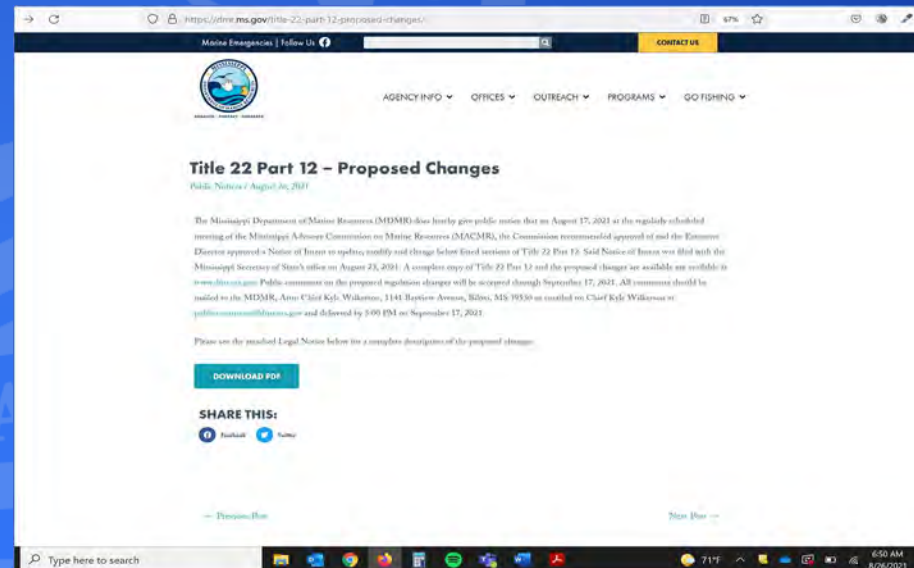 https://dmr.ms.gov/title-22-part-12-proposed-changes/
67%
Marine Emergencies | Follow Us
CONTACT US
MISSISSIPPI
AGENCY INFO OFFICES OUTREACH PROGRAMS GO FISHING
Title 22 Part 12 – Proposed Changes
Public Notices / August 26, 2021
The Mississippi Department of Marine Resources (MDMR) does hereby give public notice that on August 17, 2021 at the regularly scheduled
meeting of the Mississippi Advisory Commission on Marine Resources (MACMR), the Commission recommended approval of and the Executive
Director approved a Notice of Intent to update, modify and change below listed sections of Title 22 Part 12. Said Notice of Intent was filed with the
Mississippi Secretary of State's office on August 23, 2021. A complete copy of Title 22 Part 12 and the proposed changes are available are available at
Public comment on the proposed regulation changes will be accepted through September 17, 2021. All comments should be
mailed to the MDMR, Attn: Chief Kyle Wilkerson, 1141 Bayview Avenue, Biloxi, MS 39530 or emailed to Chief Kyle Wilkerson at
and delivered by 5:00 PM on September 17, 2021
Please see the attached Legal Notice below for a complete description of the proposed changes.
DOWNLOAD PDF
SHARE THIS:
Facebook Twitter
← Previous Post Next Post →
Type here to search
71°F
6:50 AM
8/26/2021